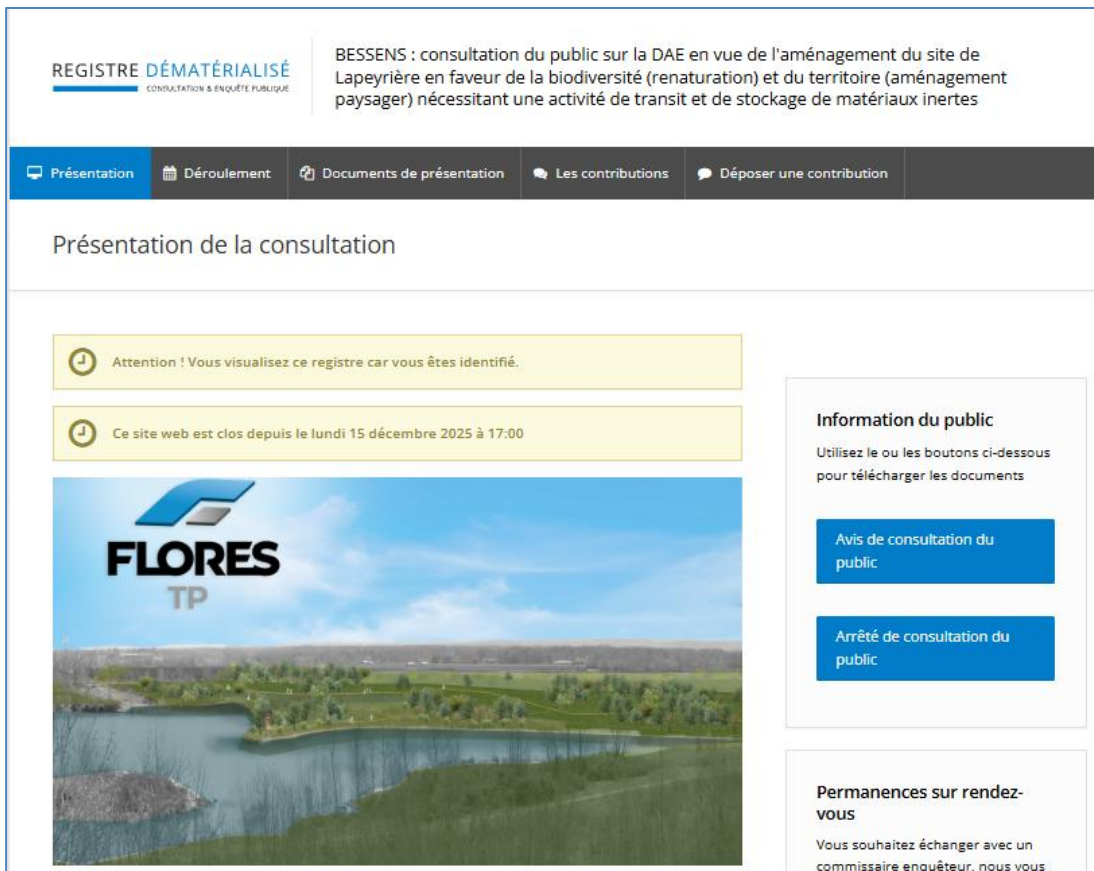 REGISTRE DÉMATÉRIALISÉ
CONSULTATION & ENQUÊTE PUBLIQUE
BESSENS : consultation du public sur la DAE en vue de l'aménagement du site de
Lapeyrière en faveur de la biodiversité (renaturation) et du territoire (aménagement
paysager) nécessitant une activité de transit et de stockage de matériaux inertes
Présentation
Déroulement
Documents de présentation
Les contributions
Déposer une contribution
Présentation de la consultation
Attention ! Vous visualisez ce registre car vous êtes identifié.
Ce site web est clos depuis le lundi 15 décembre 2025 à 17:00
FLORES
TP
Information du public
Utilisez le ou les boutons ci-dessous
pour télécharger les documents
Avis de consultation du
public
Arrêté de consultation du
public
Permanences sur rendez-
vous
Vous souhaitez échanger avec un
commissaire enquêteur, nous vous